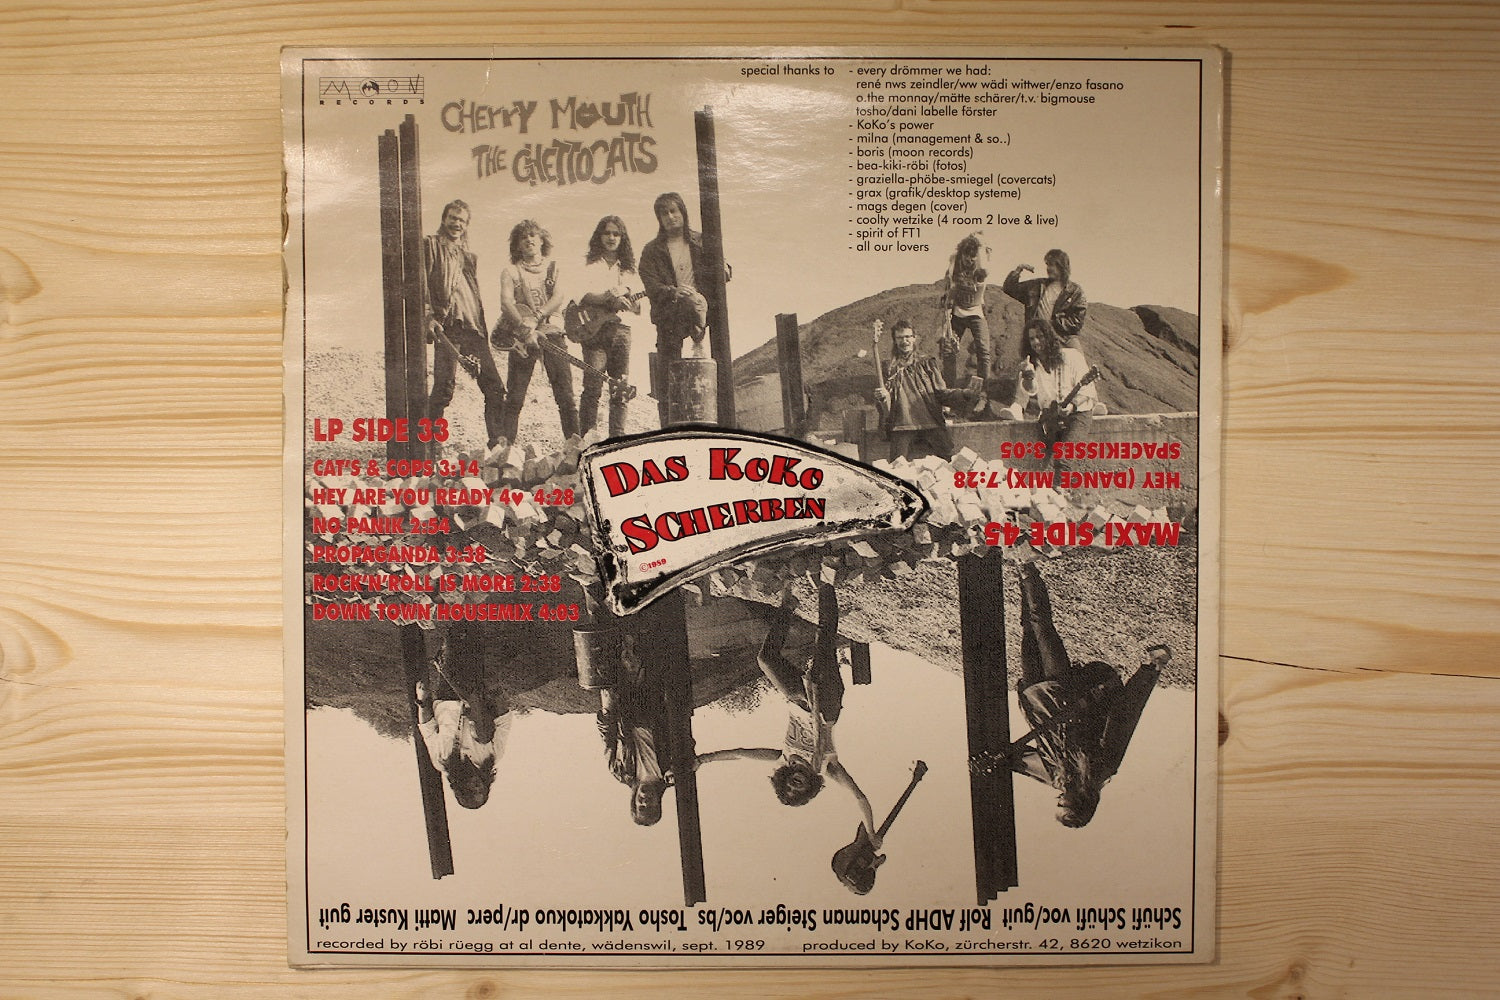 MOON
RECORDS
CHERRY MOUTH
THE GHETTOCATS
special thanks to - every drömmer we had:
rené nws zeindler/ww wädi wittwer/enzo fasano
o.the monnay/mätte schärer/t.v. bigmouse
tosho/dani labelle förster
- KoKo's power
- milna (management & so..)
- boris (moon records)
- bea-kiki-röbi (fotos)
- graziella-phöbe-smiegel (covercats)
- grax (grafik/desktop systeme)
- mags degen (cover)
- coolty wetzike (4 room 2 love & live)
- spirit of FT1
- all our lovers
LP SIDE 33
CAT'S & COPS 3:14
HEY ARE YOU READY 4♥ 4:28
NO PANIK 2:54
PROPAGANDA 3:38
ROCK'N'ROLL IS MORE 2:38
DOWN TOWN HOUSEMIX 4:03
DAS KOKO
SCHERBEN
©1989
MAXI SIDE 45
HEY (DANCE MIX) 7:28
SPACEKISSES 3:05
Schüfi Schüfi voc/guit Rolf ADHP Schaman Steiger voc/bs Tosho Yakkatokuo dr/perc Matti Kuster guit
recorded by röbi rüegg at al dente, wädenswil, sept. 1989 produced by KoKo, zürcherstr. 42, 8620 wetzikon